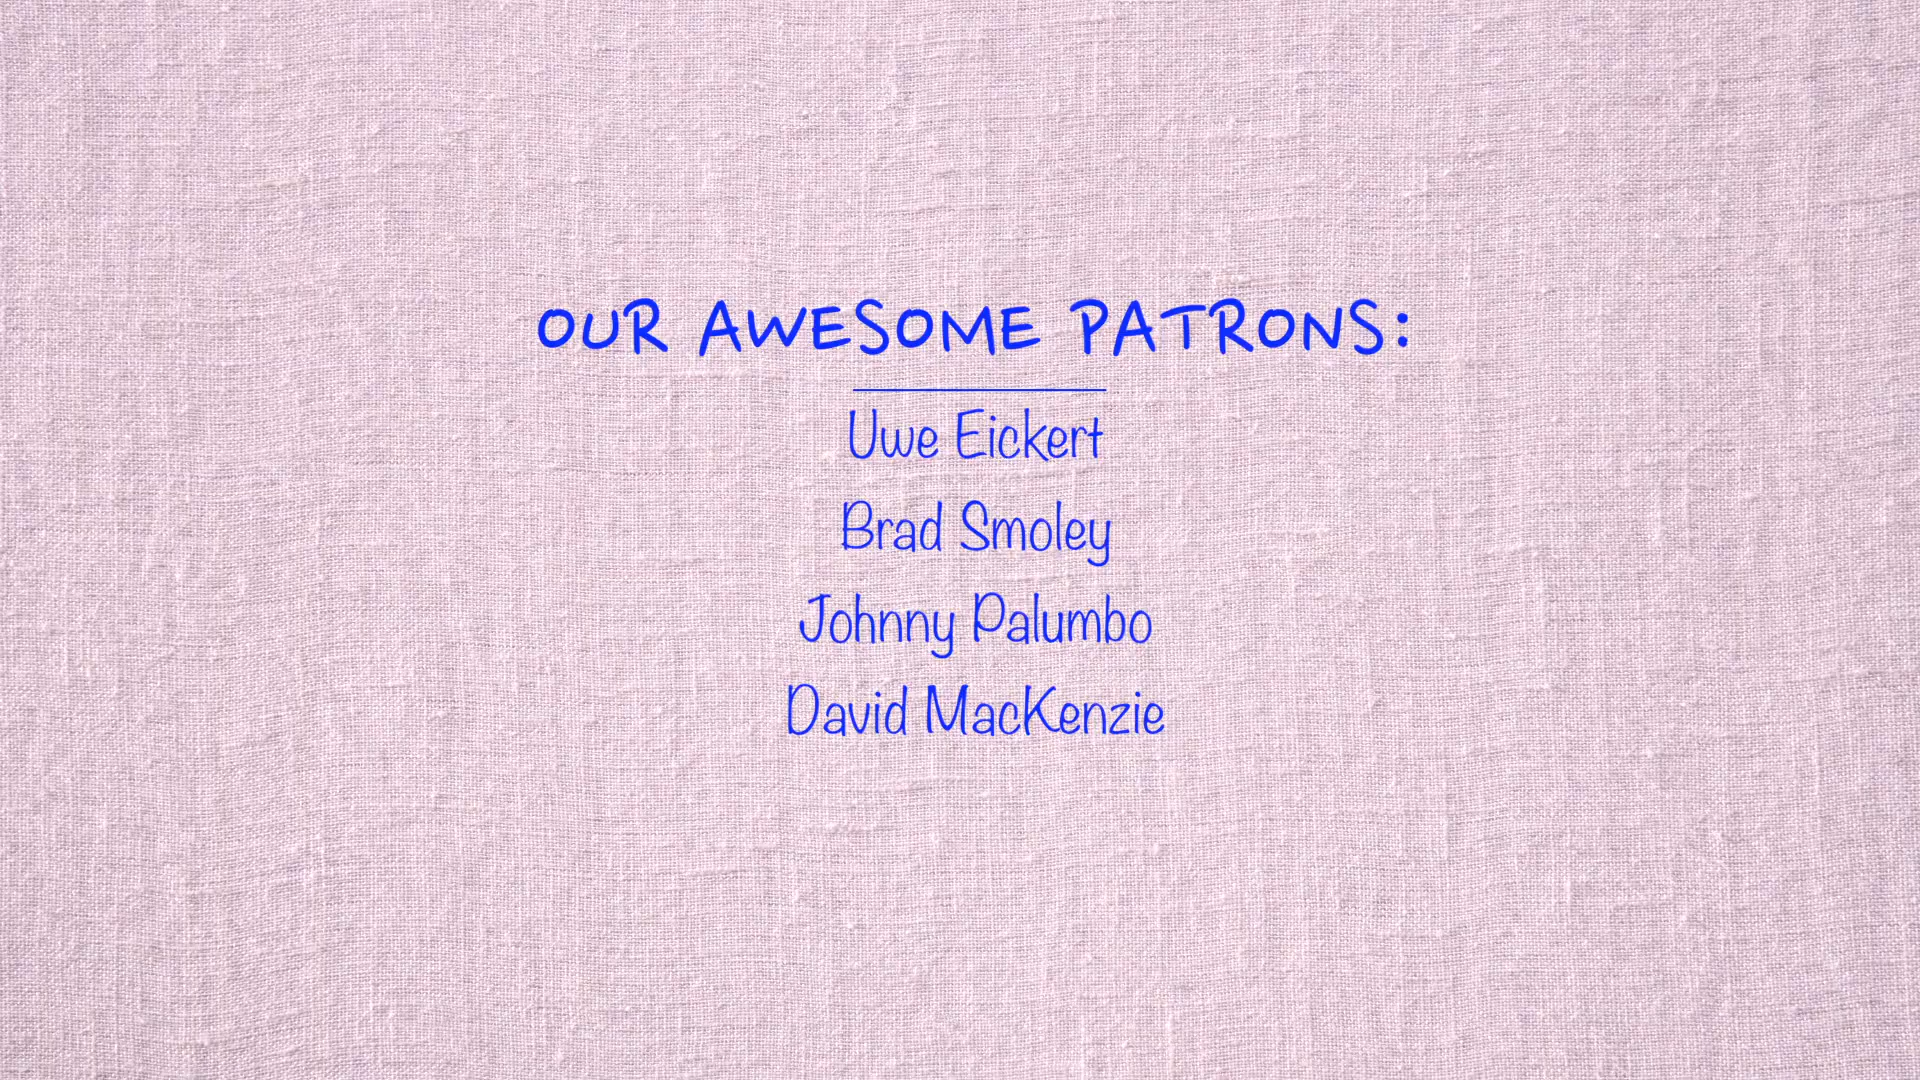 OUR AWESOME PATRONS:
Uwe Eickert
Brad Smoley
Johnny Palumbo
David MacKenzie